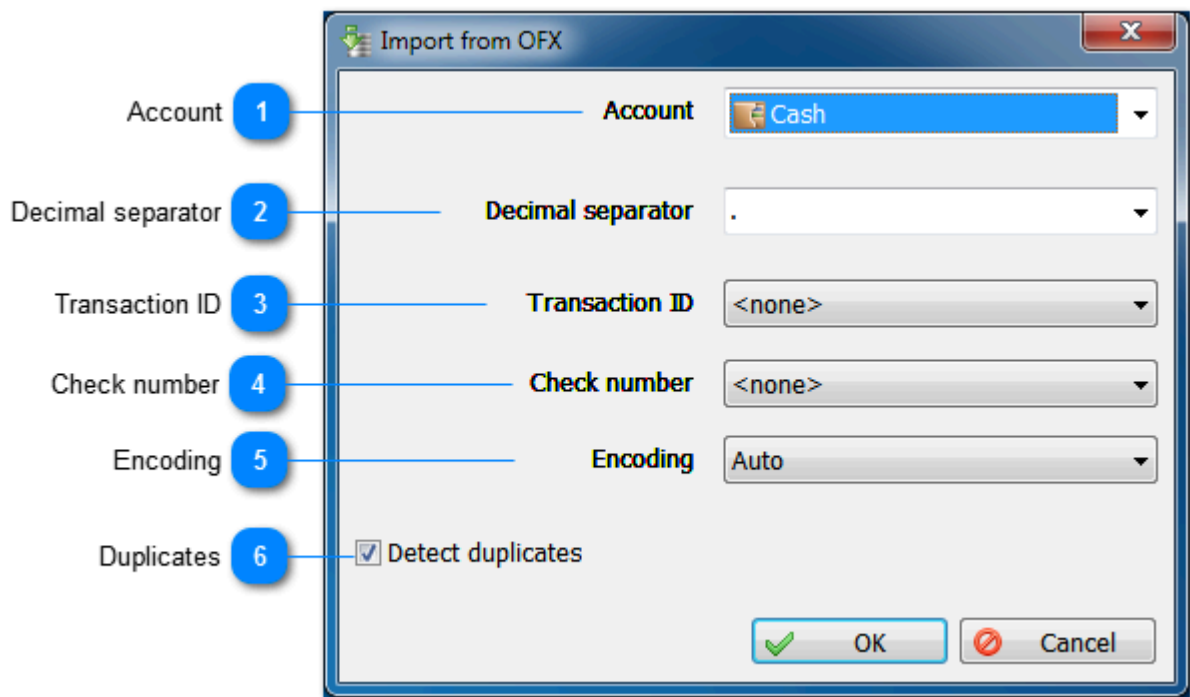 Import from OFX
Account 1 Account Cash
Decimal separator 2 Decimal separator .
Transaction ID 3 Transaction ID <none>
Check number 4 Check number <none>
Encoding 5 Encoding Auto
Duplicates 6 Detect duplicates
OK Cancel